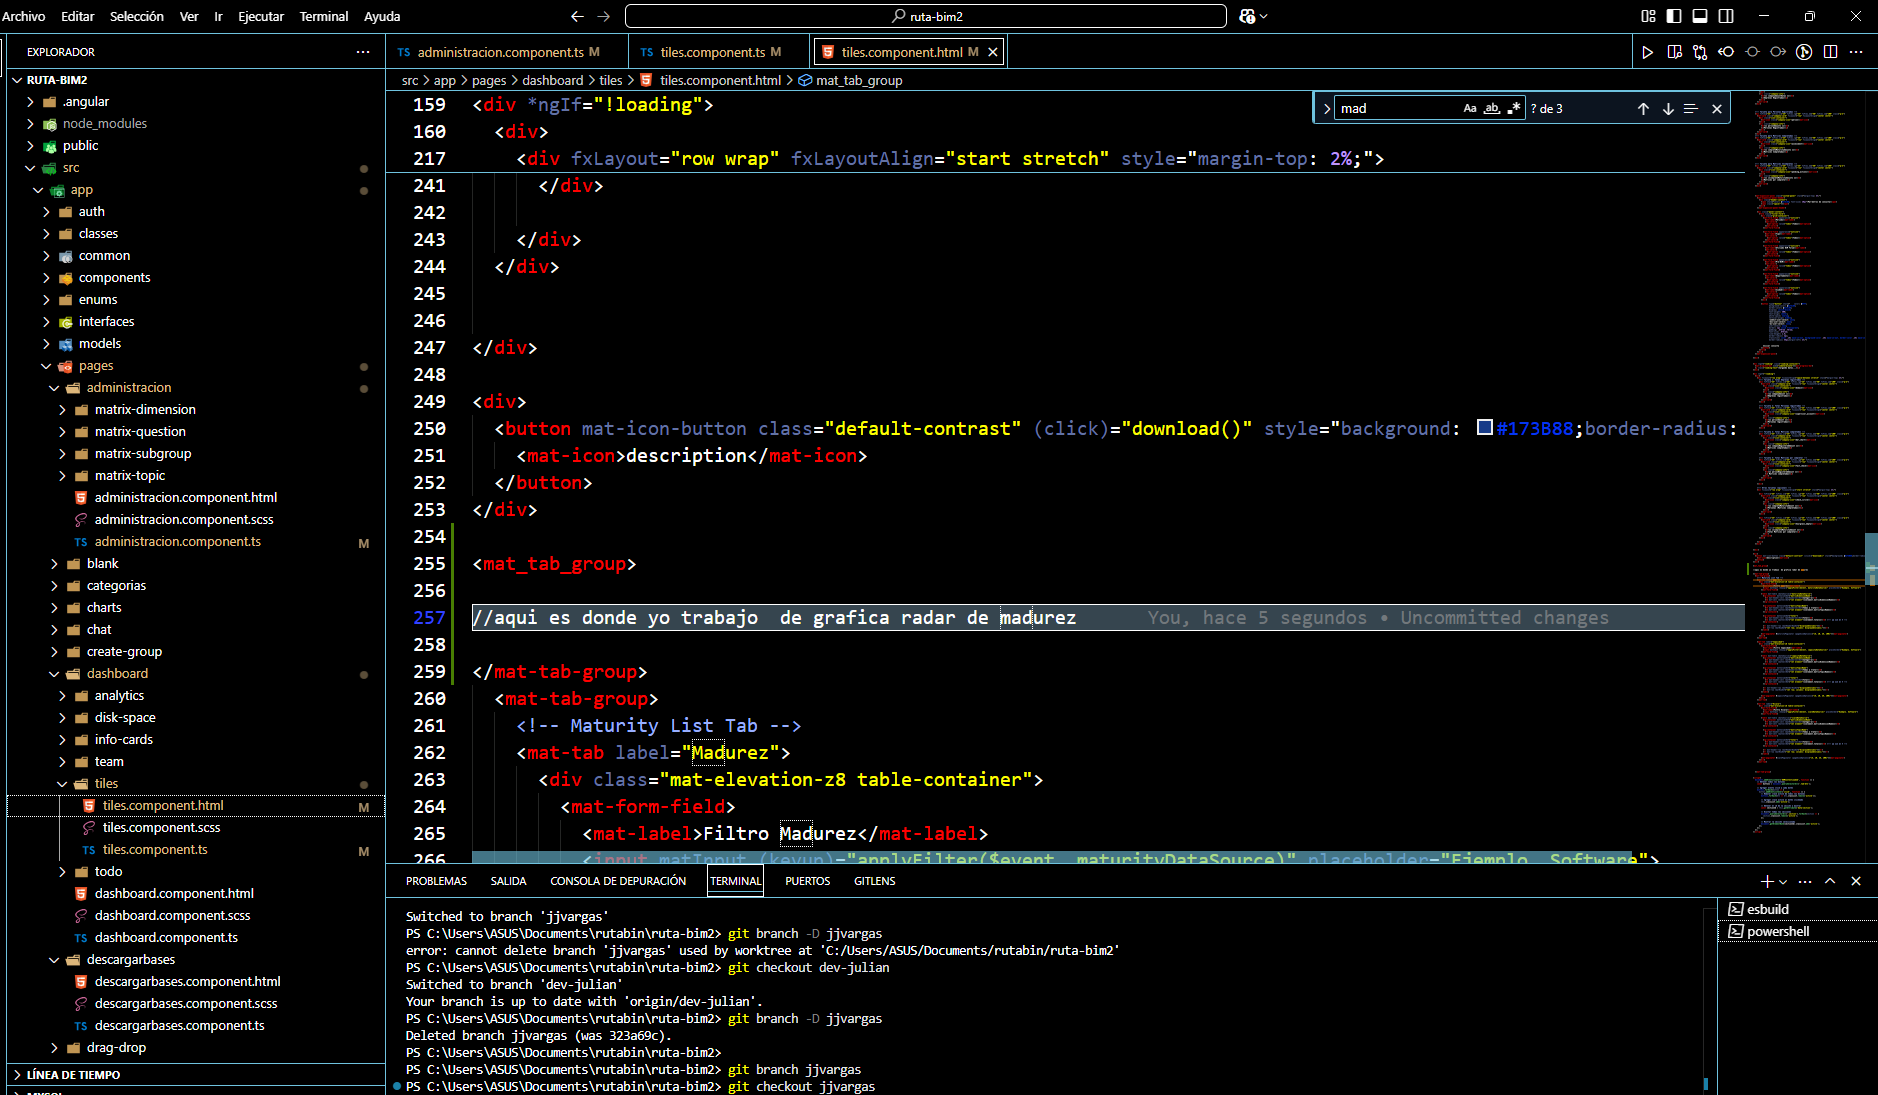 Archivo Editar Selección Ver Ir Ejecutar Terminal Ayuda
ruta-bim2
EXPLORADOR
RUTA-BIM2
.angular
node_modules
public
src
app
auth
classes
common
components
enums
interfaces
models
pages
administracion
matrix-dimension
matrix-question
matrix-subgroup
matrix-topic
administracion.component.html
administracion.component.scss
TS administracion.component.ts M
blank
categorias
charts
chat
create-group
dashboard
analytics
disk-space
info-cards
team
tiles
tiles.component.html M
tiles.component.scss
TS tiles.component.ts M
todo
dashboard.component.html
dashboard.component.scss
TS dashboard.component.ts
descargarbases
descargarbases.component.html
descargarbases.component.scss
TS descargarbases.component.ts
drag-drop
LÍNEA DE TIEMPO
TS administracion.component.ts M TS tiles.component.ts M tiles.component.html M
src > app > pages > dashboard > tiles > tiles.component.html > mat_tab_group
mad Aa ab ? de 3
159 <div *ngIf="!loading">
160 <div>
217 <div fxLayout="row wrap" fxLayoutAlign="start stretch" style="margin-top: 2%;">
241 </div>
242
243 </div>
244 </div>
245
246
247 </div>
248
249 <div>
250 <button mat-icon-button class="default-contrast" (click)="download()" style="background: #173B88;border-radius:
251 <mat-icon>description</mat-icon>
252 </button>
253 </div>
254
255 <mat_tab_group>
256
257 //aqui es donde yo trabajo  de grafica radar de madurez You, hace 5 segundos • Uncommitted changes
258
259 </mat-tab-group>
260 <mat-tab-group>
261 <!-- Maturity List Tab -->
262 <mat-tab label="Madurez">
263 <div class="mat-elevation-z8 table-container">
264 <mat-form-field>
265 <mat-label>Filtro Madurez</mat-label>
266 <input matInput (keyup)="applyFilter($event, maturityDataSource)" placeholder="Ejemplo. Software">
PROBLEMAS SALIDA CONSOLA DE DEPURACIÓN TERMINAL PUERTOS GITLENS
Switched to branch 'jjvargas'
PS C:\Users\ASUS\Documents\rutabin\ruta-bim2> git branch -D jjvargas
error: cannot delete branch 'jjvargas' used by worktree at 'C:/Users/ASUS/Documents/rutabin/ruta-bim2'
PS C:\Users\ASUS\Documents\rutabin\ruta-bim2> git checkout dev-julian
Switched to branch 'dev-julian'
Your branch is up to date with 'origin/dev-julian'.
PS C:\Users\ASUS\Documents\rutabin\ruta-bim2> git branch -D jjvargas
Deleted branch jjvargas (was 323a69c).
PS C:\Users\ASUS\Documents\rutabin\ruta-bim2>
PS C:\Users\ASUS\Documents\rutabin\ruta-bim2> git branch jjvargas
PS C:\Users\ASUS\Documents\rutabin\ruta-bim2> git checkout jjvargas
esbuild
powershell